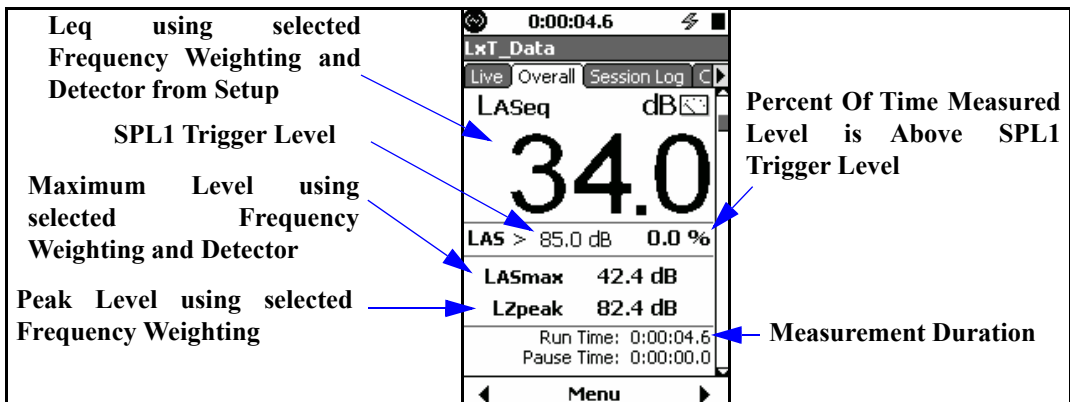 Leq using selected
Frequency Weighting and
Detector from Setup
SPL1 Trigger Level
Maximum Level using
selected Frequency
Weighting and Detector
Peak Level using selected
Frequency Weighting
0:00:04.6
LxT_Data
Live Overall Session Log C
LASeq dB
34.0
LAS > 85.0 dB 0.0 %
LASmax 42.4 dB
LZpeak 82.4 dB
Run Time: 0:00:04.6
Pause Time: 0:00:00.0
Menu
Percent Of Time Measured
Level is Above SPL1
Trigger Level
Measurement Duration